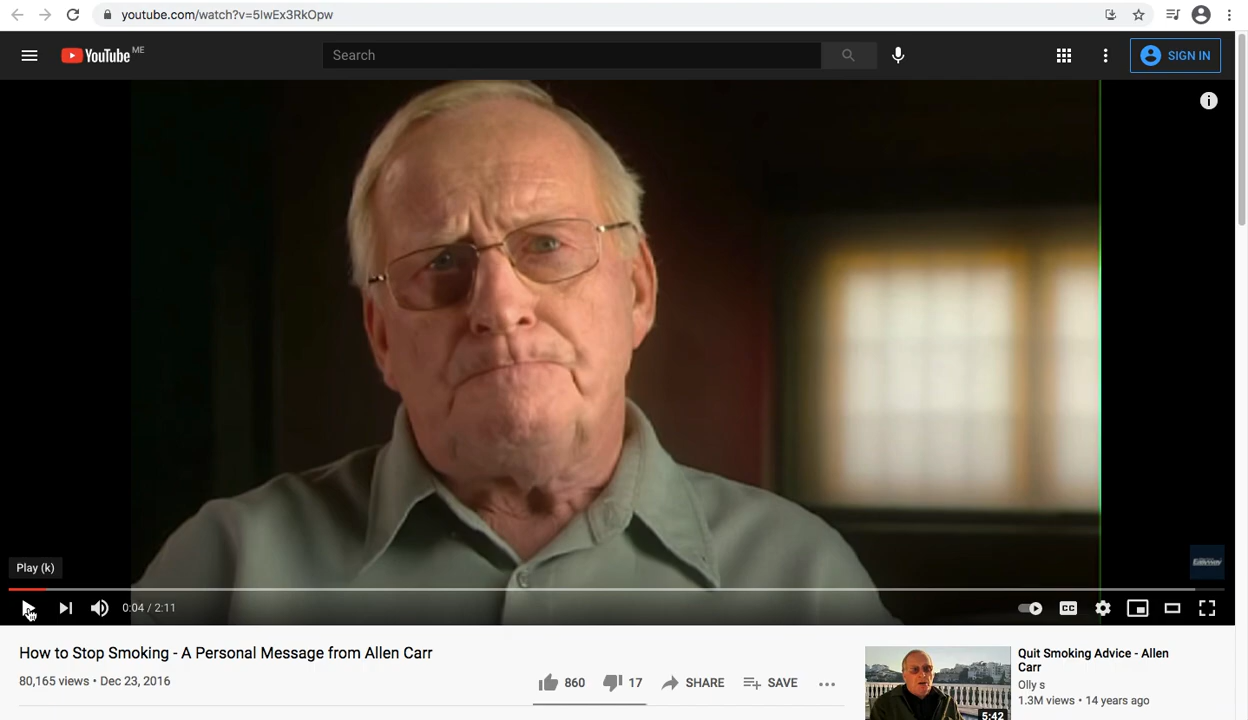 youtube.com/watch?v=5IwEx3RkOpw
YouTube ME
Search
SIGN IN
i
Play (k)
Easyway
0:04 / 2:11
CC
How to Stop Smoking - A Personal Message from Allen Carr
80,165 views • Dec 23, 2016
860
17
SHARE
SAVE
Quit Smoking Advice - Allen
Carr
Olly s
1.3M views • 14 years ago
5:42